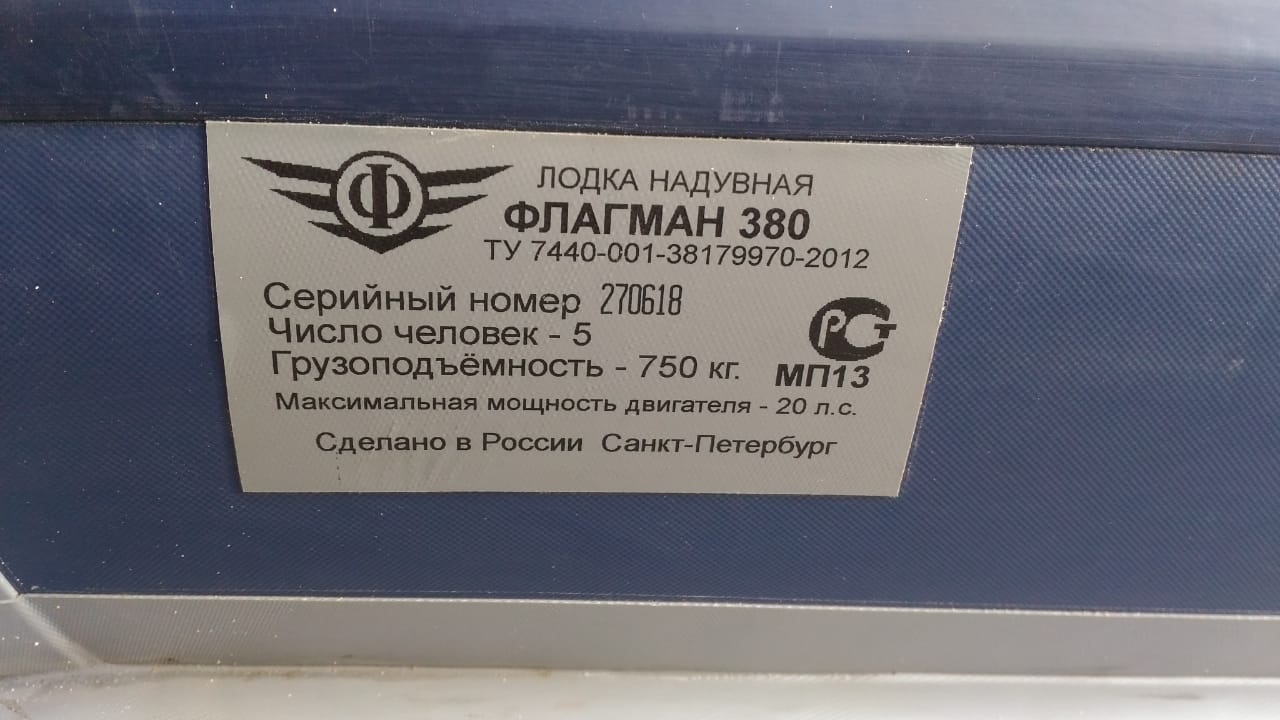 Ф
ЛОДКА НАДУВНАЯ
ФЛАГМАН 380
ТУ 7440-001-38179970-2012
Серийный номер 270618
Число человек - 5
Грузоподъёмность - 750 кг.
РСТ
МП13
Максимальная мощность двигателя - 20 л.с.
Сделано в России Санкт-Петербург